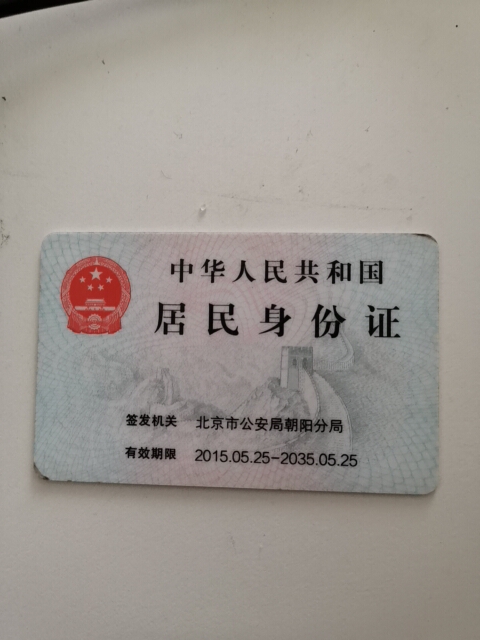 中华人民共和国
居民身份证
签发机关 北京市公安局朝阳分局
有效期限 2015.05.25-2035.05.25